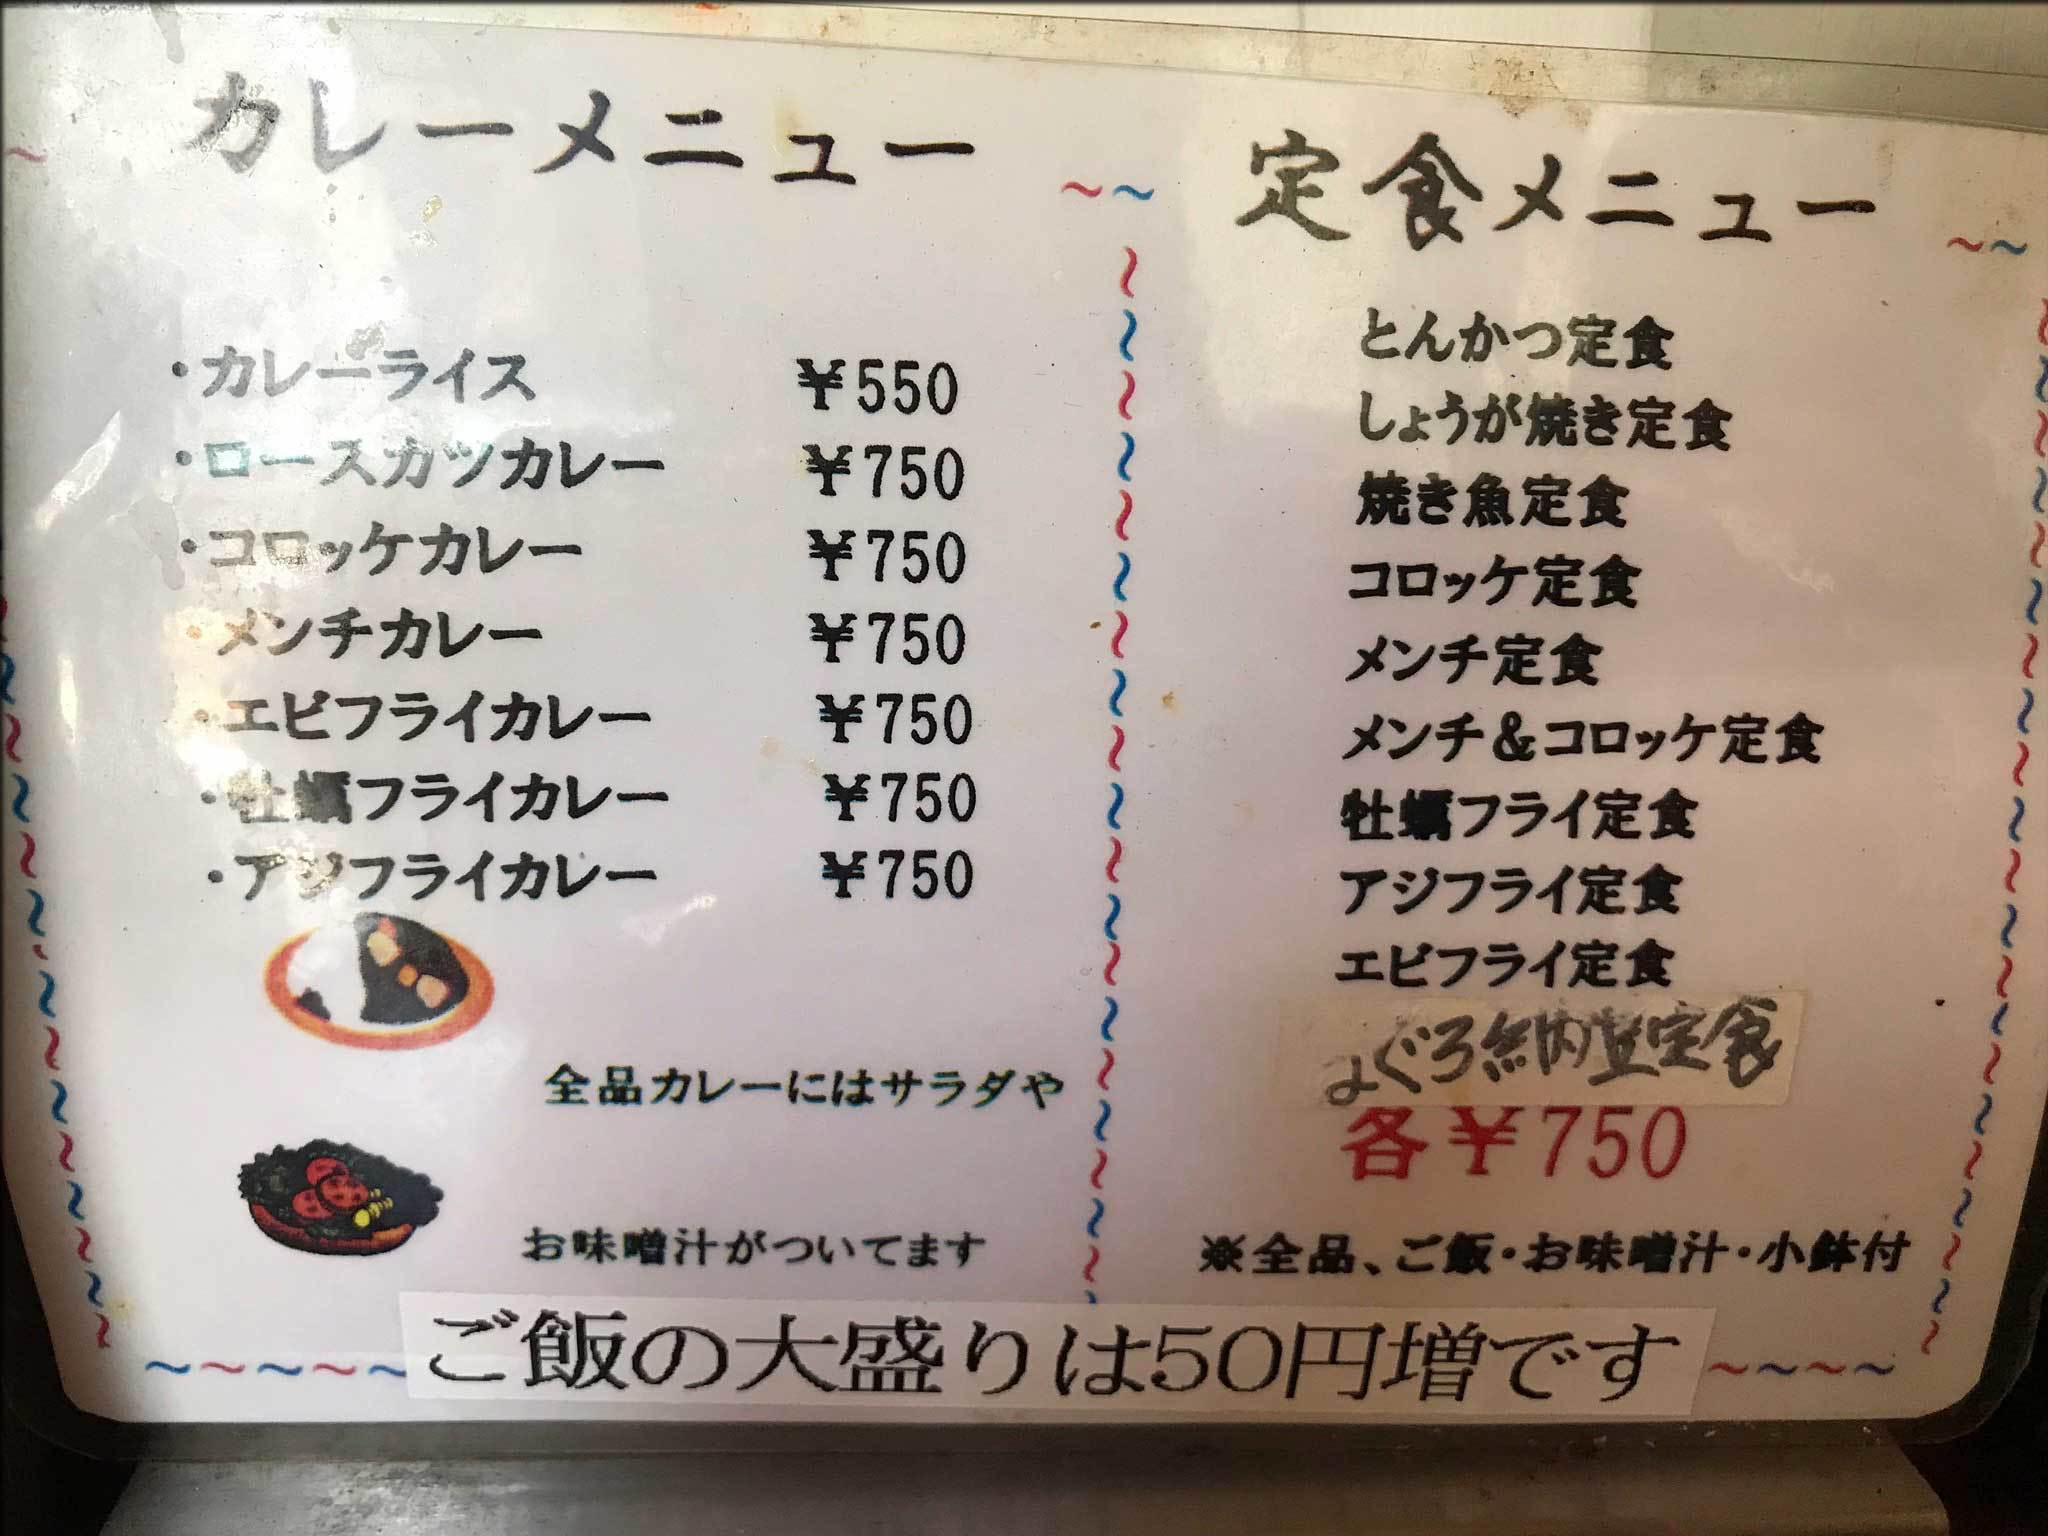 カレーメニュー
・カレーライス ￥550
・ロースカツカレー ￥750
・コロッケカレー ￥750
・メンチカレー ￥750
・エビフライカレー ￥750
・牡蠣フライカレー ￥750
・アジフライカレー ￥750
全品カレーにはサラダや
お味噌汁がついてます
定食メニュー
とんかつ定食
しょうが焼き定食
焼き魚定食
コロッケ定食
メンチ定食
メンチ＆コロッケ定食
牡蠣フライ定食
アジフライ定食
エビフライ定食
まぐろ納豆定食
各￥750
※全品、ご飯・お味噌汁・小鉢付
ご飯の大盛りは50円増です